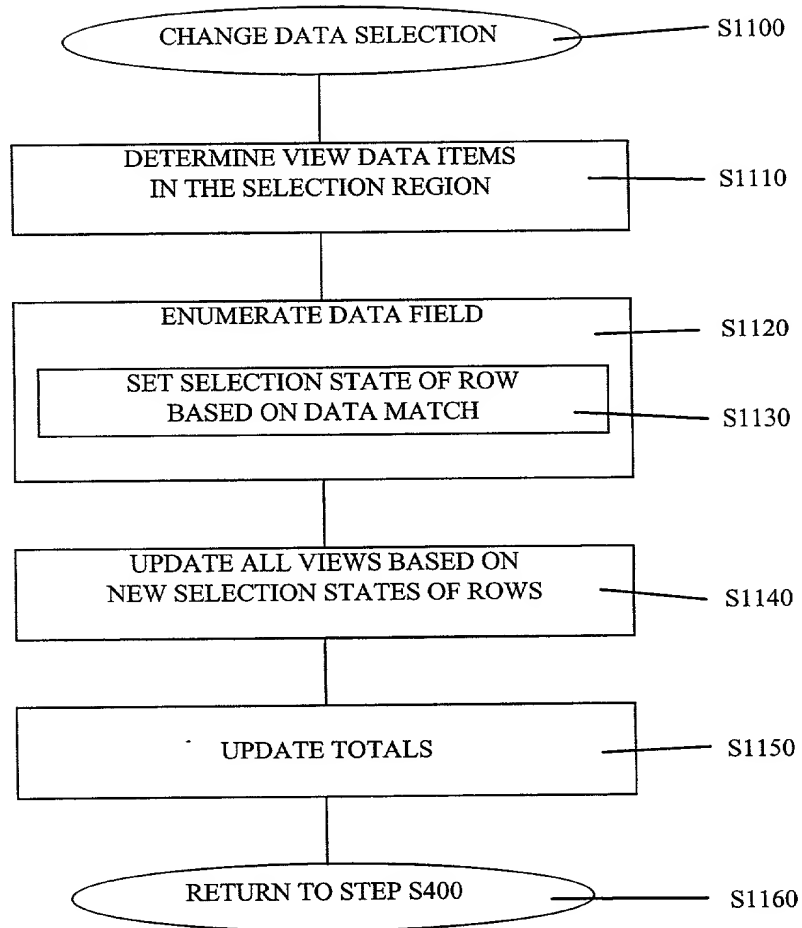 CHANGE DATA SELECTION
S1100
DETERMINE VIEW DATA ITEMS
IN THE SELECTION REGION
S1110
ENUMERATE DATA FIELD
S1120
SET SELECTION STATE OF ROW
BASED ON DATA MATCH
S1130
UPDATE ALL VIEWS BASED ON
NEW SELECTION STATES OF ROWS
S1140
UPDATE TOTALS
S1150
RETURN TO STEP S400
S1160